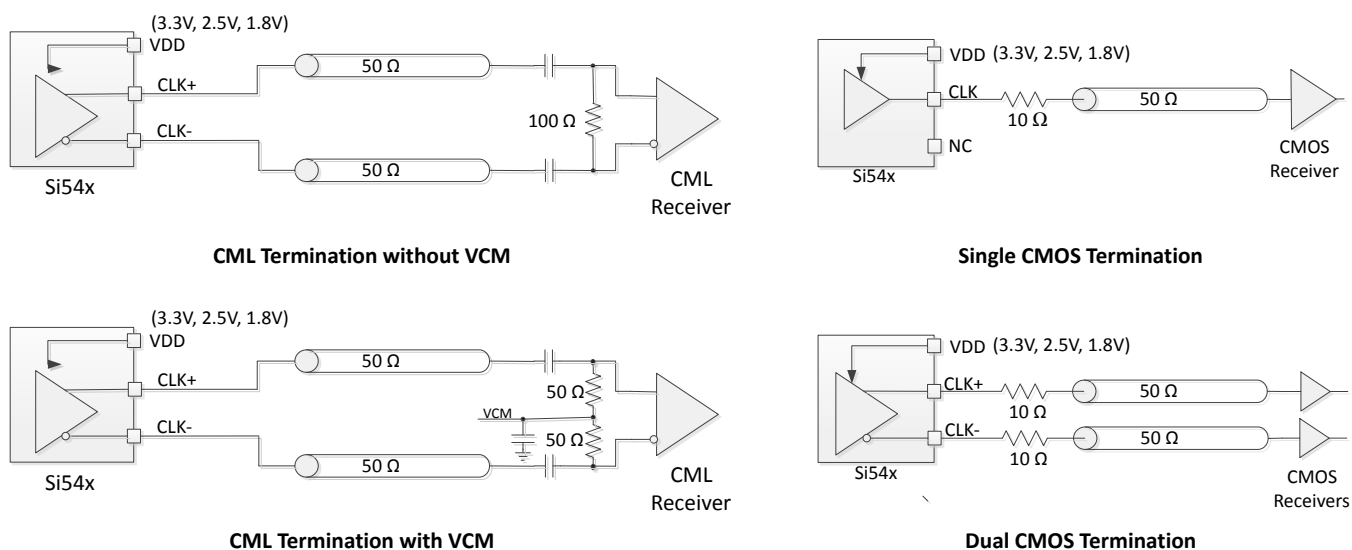 (3.3V, 2.5V, 1.8V)
VDD
CLK+
CLK-
50 Ω
50 Ω
100 Ω
Si54x
CML
Receiver
CML Termination without VCM
VDD (3.3V, 2.5V, 1.8V)
CLK
10 Ω
50 Ω
NC
Si54x
CMOS
Receiver
Single CMOS Termination
(3.3V, 2.5V, 1.8V)
VDD
CLK+
CLK-
50 Ω
50 Ω
VCM
50 Ω
50 Ω
Si54x
CML
Receiver
CML Termination with VCM
VDD (3.3V, 2.5V, 1.8V)
CLK+
10 Ω
50 Ω
CLK-
10 Ω
50 Ω
Si54x
CMOS
Receivers
Dual CMOS Termination